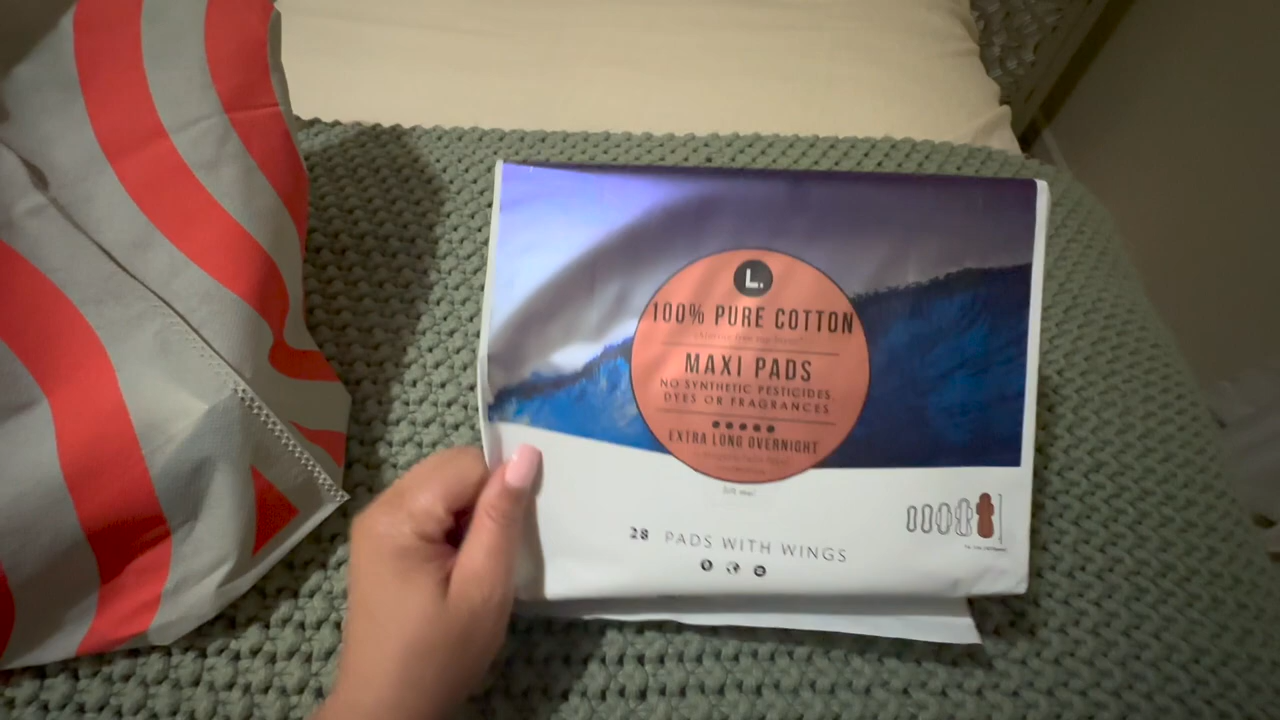 L.
100% PURE COTTON
MAXI PADS
NO SYNTHETIC PESTICIDES,
DYES OR FRAGRANCES
EXTRA LONG OVERNIGHT
28 PADS WITH WINGS